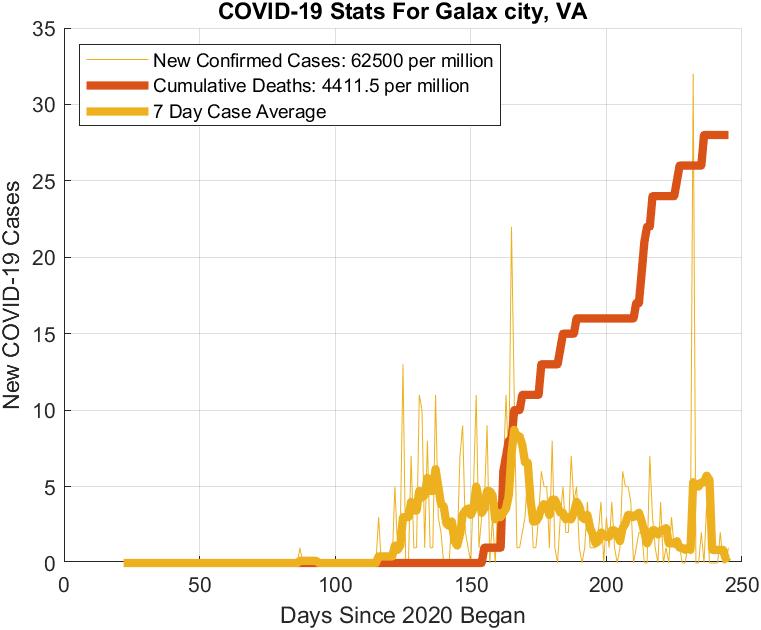 COVID-19 Stats For Galax city, VA
New Confirmed Cases: 62500 per million
Cumulative Deaths: 4411.5 per million
7 Day Case Average
New COVID-19 Cases
35
30
25
20
15
10
5
0
0 50 100 150 200 250
Days Since 2020 Began